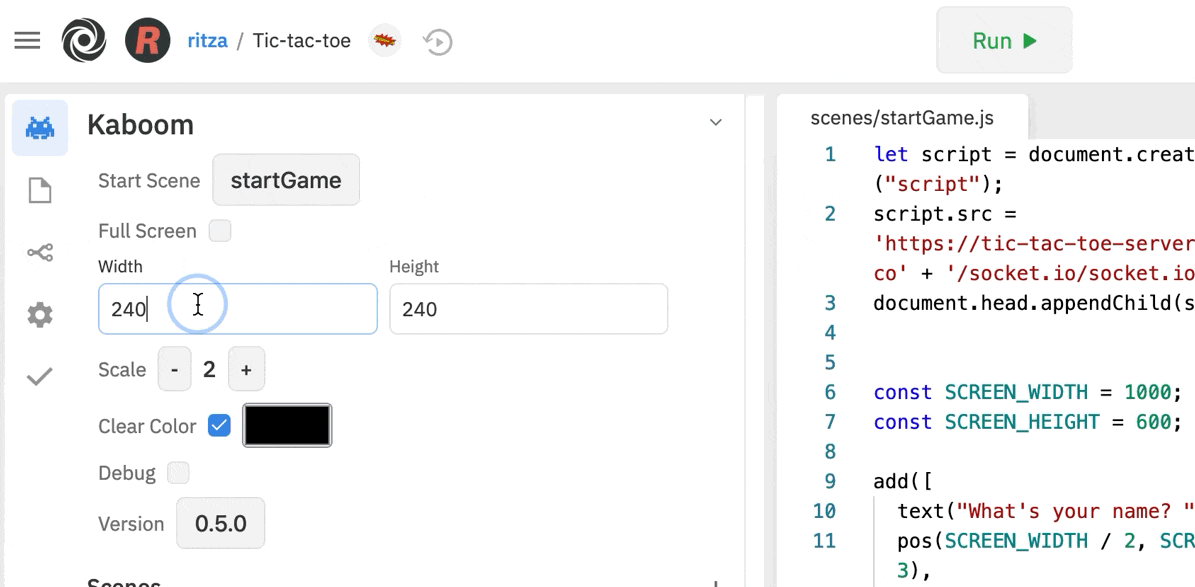 ritza / Tic-tac-toe
Run
Kaboom
Start Scene startGame
Full Screen
Width Height
240 240
Scale - 2 +
Clear Color
Debug
Version 0.5.0
Scenes +
scenes/startGame.js
1 let script = document.creat
("script");
2 script.src =
'https://tic-tac-toe-server
co' + '/socket.io/socket.io
3 document.head.appendChild(s
4
5
6 const SCREEN_WIDTH = 1000;
7 const SCREEN_HEIGHT = 600;
8
9 add([
10 text("What's your name? "
11 pos(SCREEN_WIDTH / 2, SCR
3),